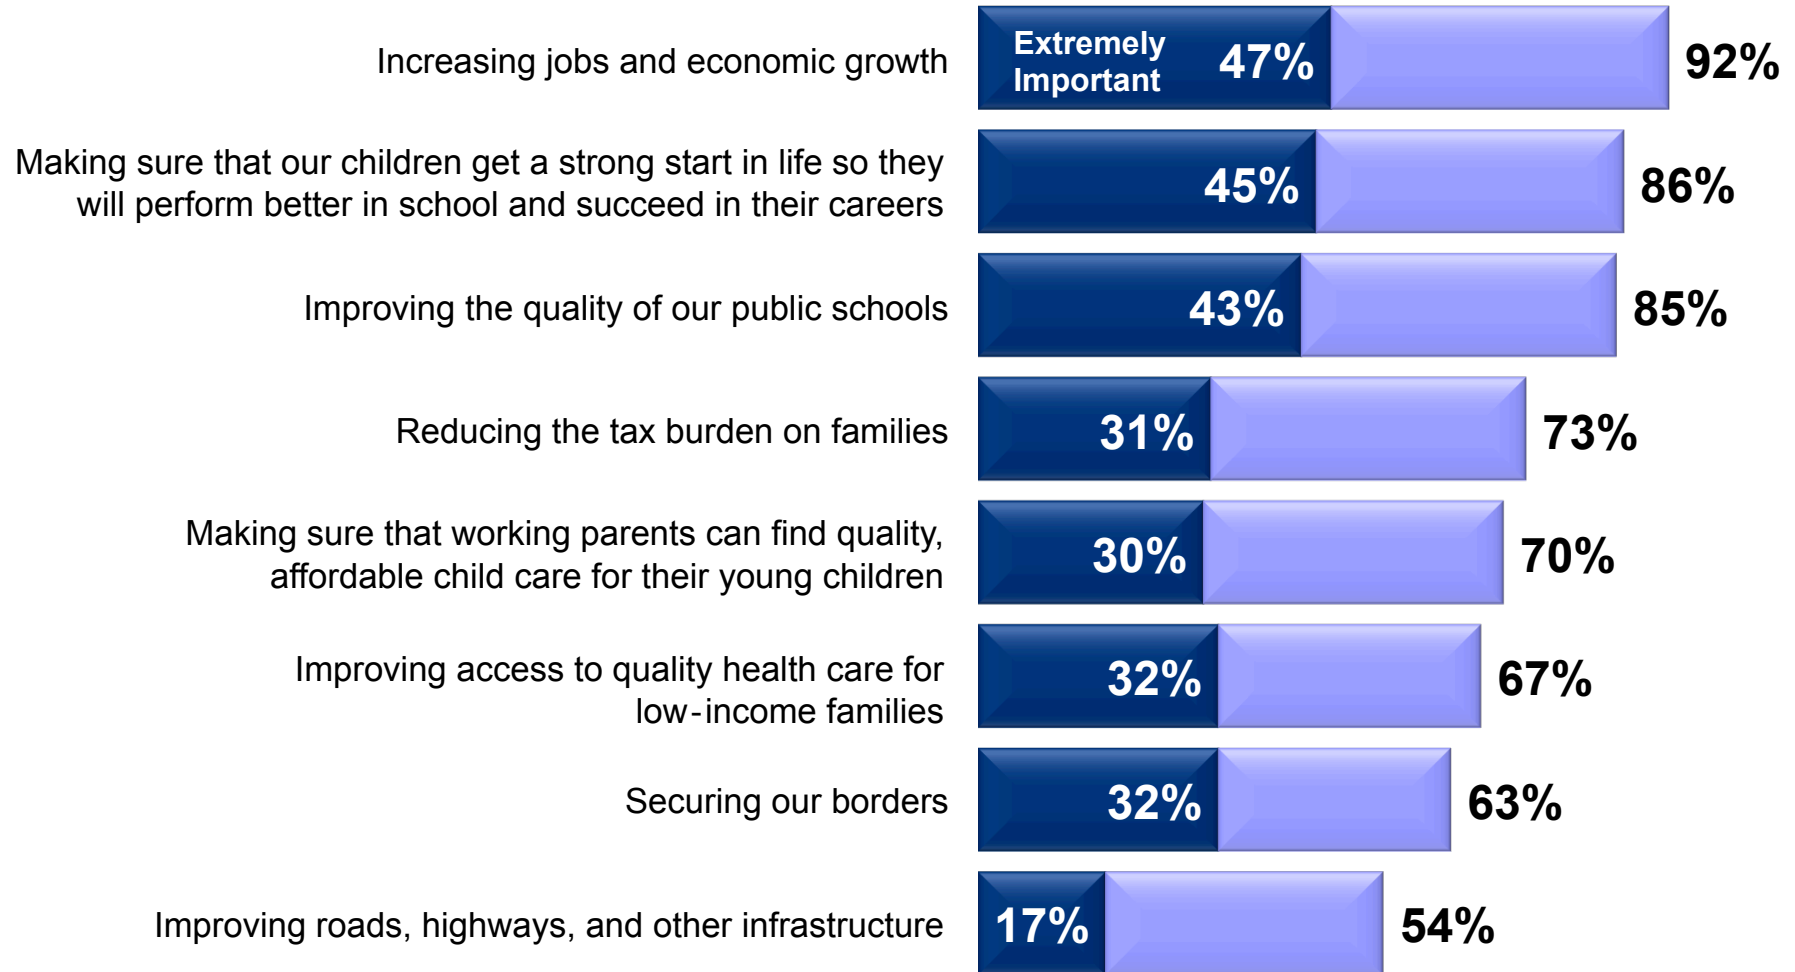 Increasing jobs and economic growth
Extremely
Important
47%
92%
Making sure that our children get a strong start in life so they
will perform better in school and succeed in their careers
45%
86%
Improving the quality of our public schools
43%
85%
Reducing the tax burden on families
31%
73%
Making sure that working parents can find quality,
affordable child care for their young children
30%
70%
Improving access to quality health care for
low-income families
32%
67%
Securing our borders
32%
63%
Improving roads, highways, and other infrastructure
17%
54%